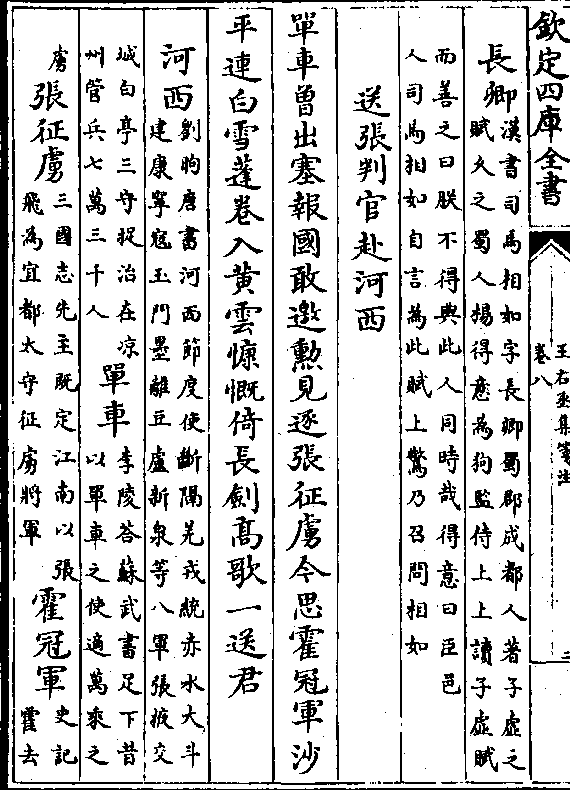 欽定四庫全書
王右丞集箋注
卷八
二
長卿漢書司馬相如字長卿蜀郡成都人著子虛之
賦久之蜀人揚得意為狗監侍上上讀子虛賦
而善之曰朕不得與此人同時哉得意曰臣邑
人司馬相如自言為此賦上驚乃召問相如
送張判官赴河西
單車曾出塞報國敢邀勲見逐張征虜今思霍冠軍沙
平連白雪蓬卷入黄雲慷慨倚長劍髙歌一送君
河西劉昫唐書河西節度使斷隔羌戎統赤水大斗
建康寧寇玉門墨離豆盧新泉等八軍張掖交
城白亭三守捉治在凉
州管兵七萬三千人
單車李陵答蘇武書足下昔
以單車之使適萬乘之
虜
張征虜三國志先主既定江南以張
飛為宜都太守征虜將軍
霍冠軍史記
霍去